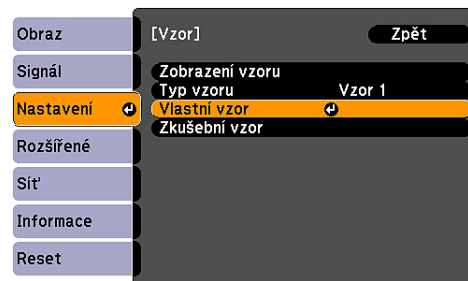 Obraz
Signál
Nastavení
Rozšířené
Síť
Informace
Reset
[Vzor] Zpět
Zobrazení vzoru
Typ vzoru Vzor 1
Vlastní vzor
Zkušební vzor